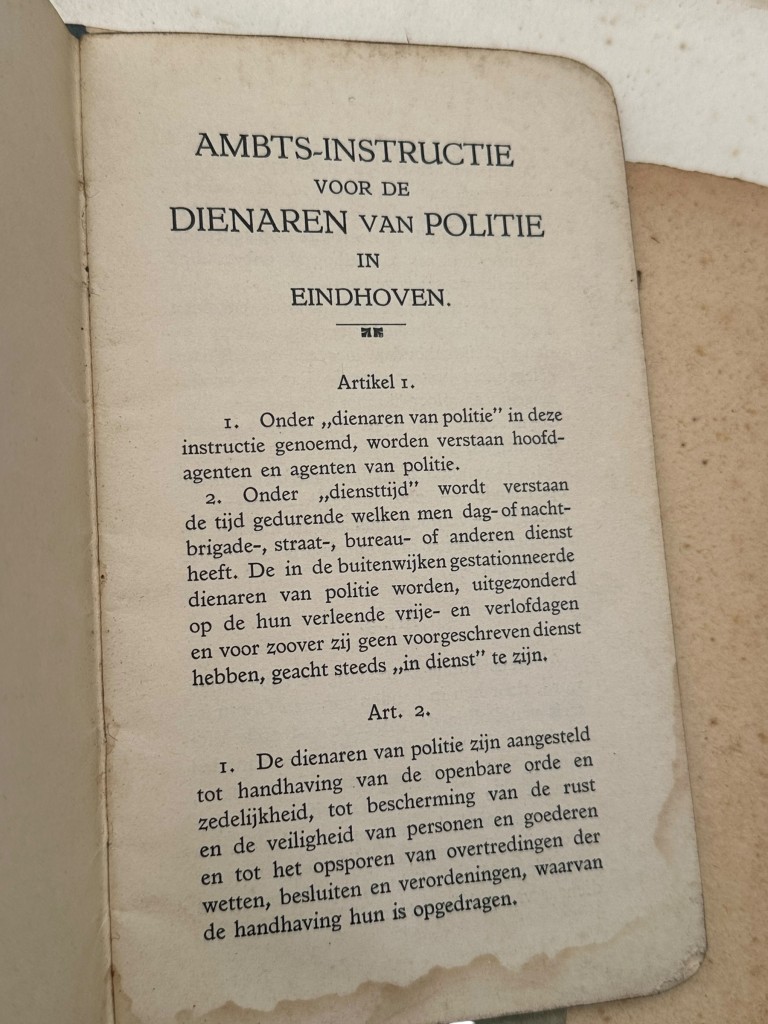 AMBTS-INSTRUCTIE
VOOR DE
DIENAREN VAN POLITIE
IN
EINDHOVEN.
Artikel 1.
1. Onder „dienaren van politie” in deze
instructie genoemd, worden verstaan hoofd-
agenten en agenten van politie.
2. Onder „diensttijd” wordt verstaan
de tijd gedurende welken men dag- of nacht-
brigade-, straat-, bureau- of anderen dienst
heeft. De in de buitenwijken gestationneerde
dienaren van politie worden, uitgezonderd
op de hun verleende vrije- en verlofdagen
en voor zoover zij geen voorgeschreven dienst
hebben, geacht steeds „in dienst” te zijn.
Art. 2.
1. De dienaren van politie zijn aangesteld
tot handhaving van de openbare orde en
zedelijkheid, tot bescherming van de rust
en de veiligheid van personen en goederen
en tot het opsporen van overtredingen der
wetten, besluiten en verordeningen, waarvan
de handhaving hun is opgedragen.